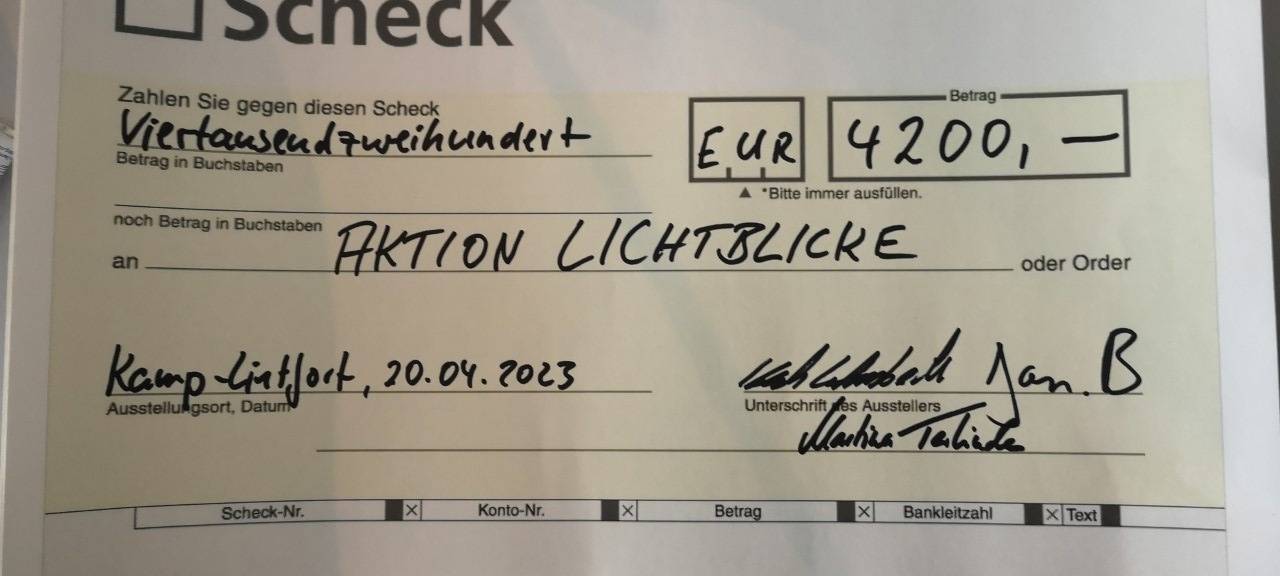 Scheck
Zahlen Sie gegen diesen Scheck
Viertausendzweihundert
Betrag in Buchstaben
EUR
Betrag
4200,—
▲ *Bitte immer ausfüllen.
noch Betrag in Buchstaben
an AKTION LICHTBLICKE oder Order
Kamp-Lintfort, 20.04.2023
Jan. B
Ausstellungsort, Datum
Unterschrift des Ausstellers
Martina
Scheck-Nr. X Konto-Nr. X Betrag X Bankleitzahl X Text